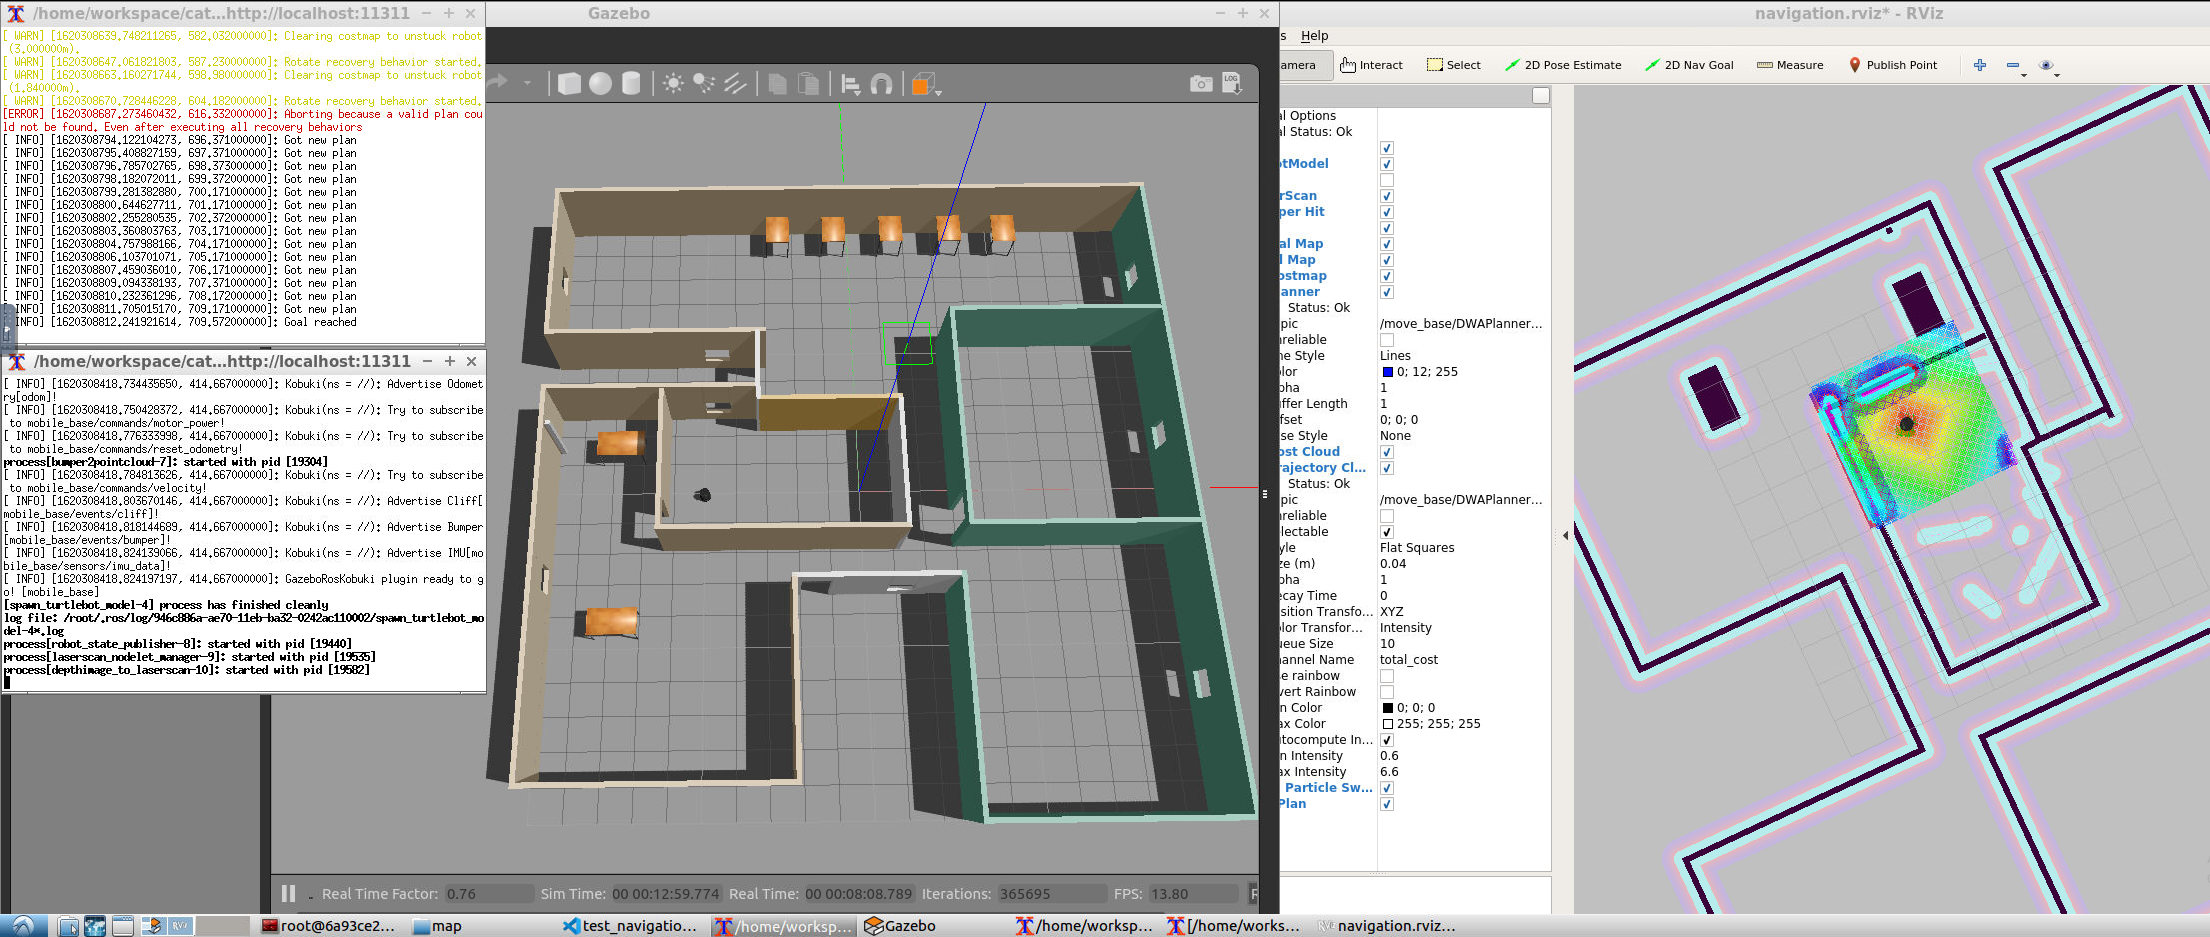 /home/workspace/cat...http://localhost:11311
[ WARN] [1620308639.748211265, 582.032000000]: Clearing costmap to unstuck robot
(3.000000m).
[ WARN] [1620308647.061821803, 587.230000000]: Rotate recovery behavior started.
[ WARN] [1620308663.160271744, 598.980000000]: Clearing costmap to unstuck robot
(1.840000m).
[ WARN] [1620308670.728446228, 604.182000000]: Rotate recovery behavior started.
[ERROR] [1620308687.273460432, 616.332000000]: Aborting because a valid plan cou
ld not be found. Even after executing all recovery behaviors
[ INFO] [1620308794.122104273, 696.371000000]: Got new plan
[ INFO] [1620308795.408827159, 697.371000000]: Got new plan
[ INFO] [1620308796.785702765, 698.373000000]: Got new plan
[ INFO] [1620308798.182072011, 699.372000000]: Got new plan
[ INFO] [1620308799.281382880, 700.171000000]: Got new plan
[ INFO] [1620308800.644627711, 701.171000000]: Got new plan
[ INFO] [1620308802.255280535, 702.372000000]: Got new plan
[ INFO] [1620308803.360803763, 703.171000000]: Got new plan
[ INFO] [1620308804.757988166, 704.171000000]: Got new plan
[ INFO] [1620308806.103701071, 705.171000000]: Got new plan
[ INFO] [1620308807.459036010, 706.171000000]: Got new plan
[ INFO] [1620308809.094338193, 707.371000000]: Got new plan
[ INFO] [1620308810.232361296, 708.172000000]: Got new plan
INFO] [1620308811.705015170, 709.171000000]: Got new plan
INFO] [1620308812.241921614, 709.572000000]: Goal reached
/home/workspace/cat...http://localhost:11311
[ INFO] [1620308418.734435650, 414.667000000]: Kobuki(ns = //): Advertise Odomet
ry[odom]!
[ INFO] [1620308418.750428372, 414.667000000]: Kobuki(ns = //): Try to subscribe
to mobile_base/commands/motor_power!
[ INFO] [1620308418.776333998, 414.667000000]: Kobuki(ns = //): Try to subscribe
to mobile_base/commands/reset_odometry!
process[bumper2pointcloud-7]: started with pid [19304]
[ INFO] [1620308418.784813626, 414.667000000]: Kobuki(ns = //): Try to subscribe
to mobile_base/commands/velocity!
[ INFO] [1620308418.803670146, 414.667000000]: Kobuki(ns = //): Advertise Cliff[
mobile_base/events/cliff]!
[ INFO] [1620308418.818144689, 414.667000000]: Kobuki(ns = //): Advertise Bumper
[mobile_base/events/bumper]!
[ INFO] [1620308418.824139066, 414.667000000]: Kobuki(ns = //): Advertise IMU[mo
bile_base/sensors/imu_data]!
[ INFO] [1620308418.824197197, 414.667000000]: GazeboRosKobuki plugin ready to g
o! [mobile_base]
[spawn_turtlebot_model-4] process has finished cleanly
log file: /root/.ros/log/946c886a-ae70-11eb-ba32-0242ac110002/spawn_turtlebot_mo
del-4*.log
process[robot_state_publisher-8]: started with pid [19440]
process[laserscan_nodelet_manager-9]: started with pid [19535]
process[depthimage_to_laserscan-10]: started with pid [19582]
Gazebo
LOG
Real Time Factor: 0.76 Sim Time: 00 00:12:59.774 Real Time: 00 00:08:08.789 Iterations: 365695 FPS: 13.80 R
navigation.rviz* - RViz
s Help
amera Interact Select 2D Pose Estimate 2D Nav Goal Measure Publish Point
al Options
al Status: Ok
otModel
rScan
per Hit
al Map
l Map
ostmap
anner
Status: Ok
pic /move_base/DWAPlanner...
nreliable
ne Style Lines
olor 0; 12; 255
pha 1
uffer Length 1
fset 0; 0; 0
ose Style None
ost Cloud
rajectory Cl...
Status: Ok
pic /move_base/DWAPlanner...
nreliable
electable
yle Flat Squares
ze (m) 0.04
pha 1
ecay Time 0
osition Transfo... XYZ
olor Transfor... Intensity
ueue Size 10
hannel Name total_cost
se rainbow
vert Rainbow
n Color 0; 0; 0
ax Color 255; 255; 255
utocompute In...
n Intensity 0.6
ax Intensity 6.6
Particle Sw...
Plan
RViz root@6a93ce2... map test_navigatio... /home/worksp... Gazebo /home/worksp... [/home/works... RViz navigation.rviz...